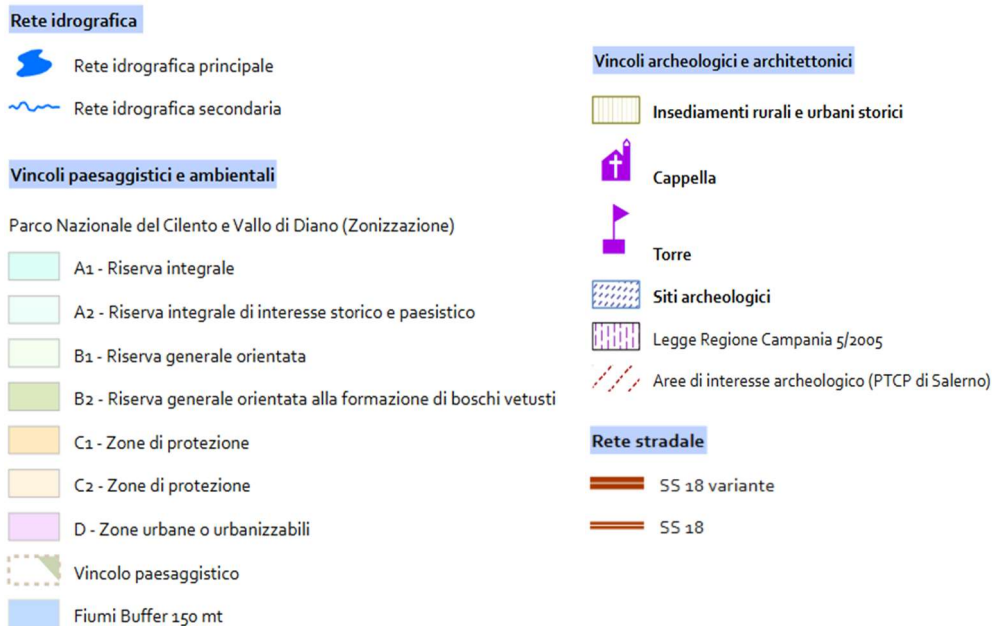 Rete idrografica
Rete idrografica principale
Rete idrografica secondaria
Vincoli paesaggistici e ambientali
Parco Nazionale del Cilento e Vallo di Diano (Zonizzazione)
A1 - Riserva integrale
A2 - Riserva integrale di interesse storico e paesistico
B1 - Riserva generale orientata
B2 - Riserva generale orientata alla formazione di boschi vetusti
C1 - Zone di protezione
C2 - Zone di protezione
D - Zone urbane o urbanizzabili
Vincolo paesaggistico
Fiumi Buffer 150 mt
Vincoli archeologici e architettonici
Insediamenti rurali e urbani storici
Cappella
Torre
Siti archeologici
Legge Regione Campania 5/2005
Aree di interesse archeologico (PTCP di Salerno)
Rete stradale
SS 18 variante
SS 18